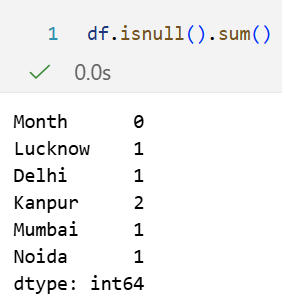 1 df.isnull().sum()
0.0s
Month 0
Lucknow 1
Delhi 1
Kanpur 2
Mumbai 1
Noida 1
dtype: int64